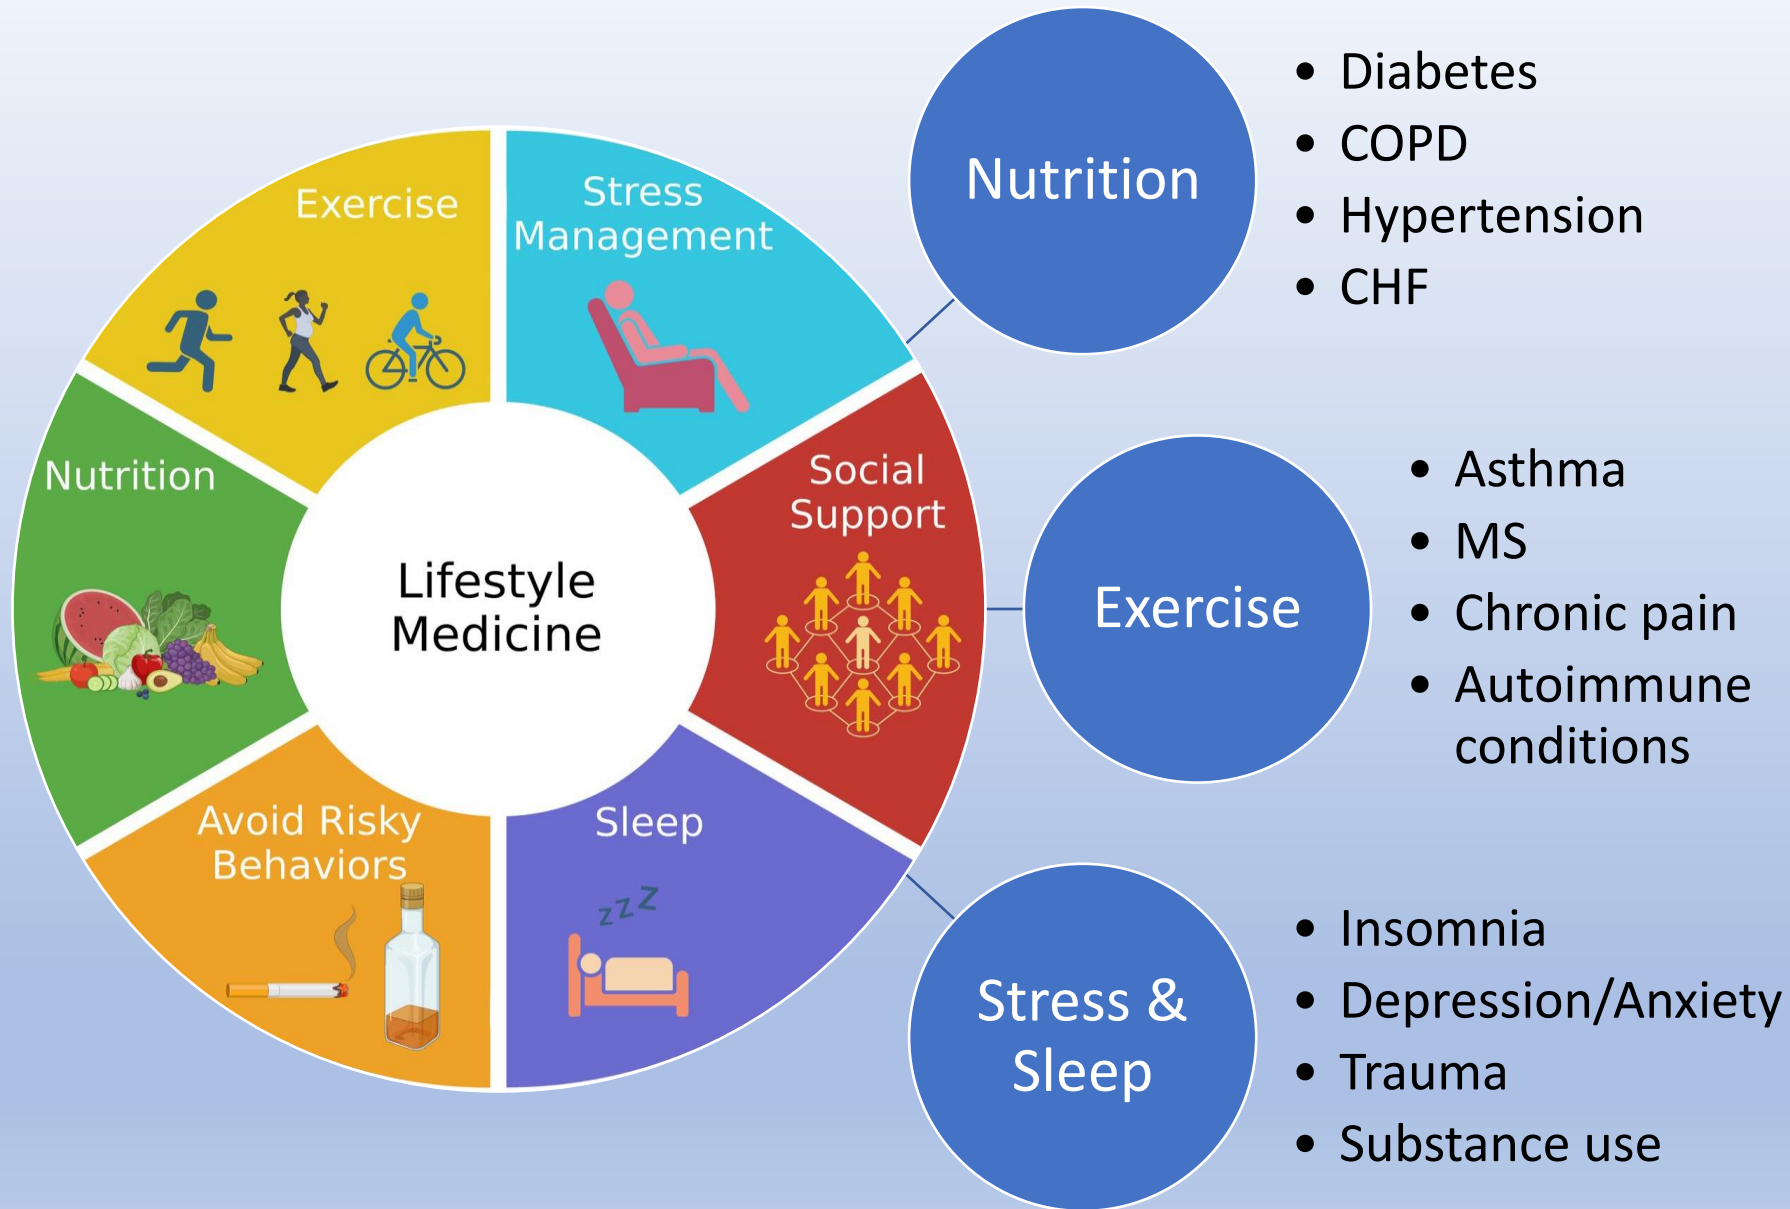 Exercise
Stress
Management
Nutrition
Social
Support
Lifestyle
Medicine
Avoid Risky
Behaviors
Sleep
zZZ
Nutrition
• Diabetes
• COPD
• Hypertension
• CHF
Exercise
• Asthma
• MS
• Chronic pain
• Autoimmune
conditions
Stress &
Sleep
• Insomnia
• Depression/Anxiety
• Trauma
• Substance use